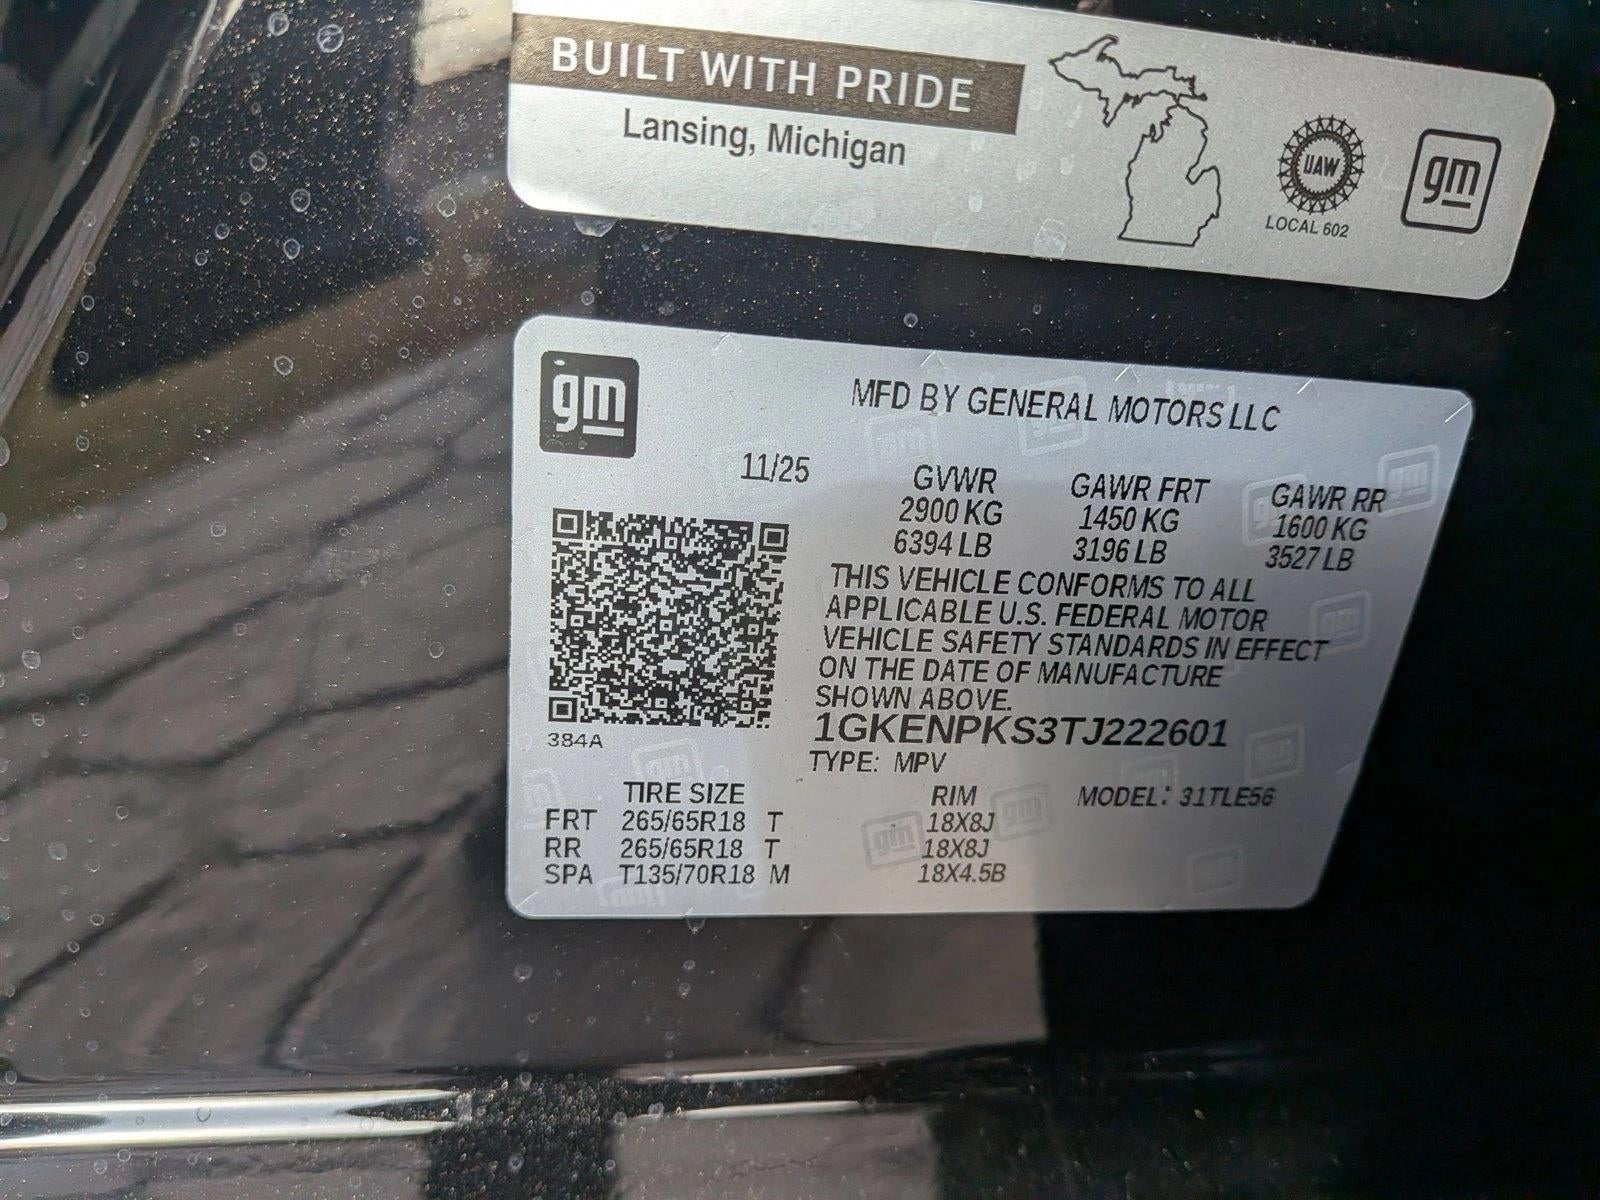 BUILT WITH PRIDE
Lansing, Michigan
UAW
LOCAL 602
gm
gm
MFD BY GENERAL MOTORS LLC
11/25
GVWR GAWR FRT GAWR RR
2900 KG 1450 KG 1600 KG
6394 LB 3196 LB 3527 LB
THIS VEHICLE CONFORMS TO ALL
APPLICABLE U.S. FEDERAL MOTOR
VEHICLE SAFETY STANDARDS IN EFFECT
ON THE DATE OF MANUFACTURE
SHOWN ABOVE.
1GKENPKS3TJ222601
384A
TYPE: MPV
TIRE SIZE RIM MODEL: 31TLE56
FRT 265/65R18 T 18X8J
RR 265/65R18 T 18X8J
SPA T135/70R18 M 18X4.5B